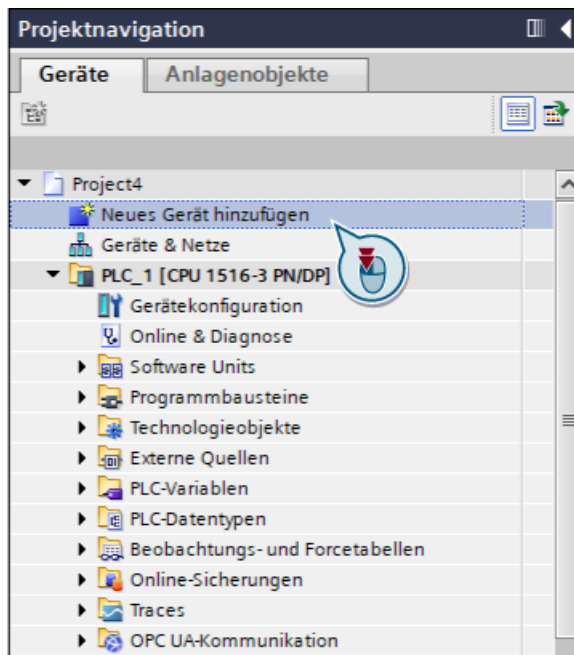 Projektnavigation
Geräte Anlagenobjekte
Project4
Neues Gerät hinzufügen
Geräte & Netze
PLC_1 [CPU 1516-3 PN/DP]
Gerätekonfiguration
Online & Diagnose
Software Units
Programmbausteine
Technologieobjekte
Externe Quellen
PLC-Variablen
PLC-Datentypen
Beobachtungs- und Forcetabellen
Online-Sicherungen
Traces
OPC UA-Kommunikation